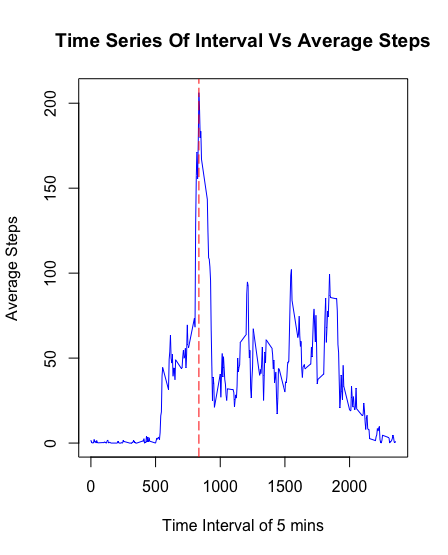 Time Series Of Interval Vs Average Steps
Average Steps
200
150
100
50
0
0 500 1000 1500 2000
Time Interval of 5 mins